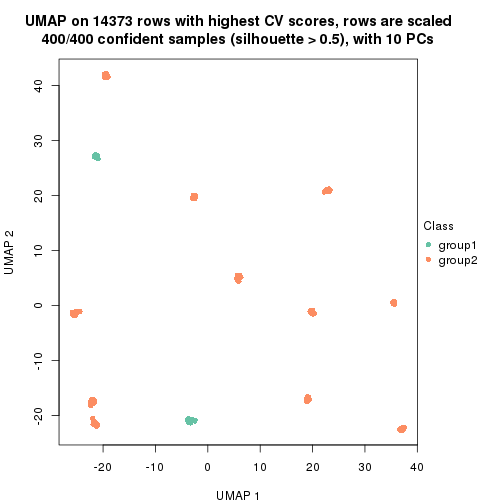 UMAP on 14373 rows with highest CV scores, rows are scaled
400/400 confident samples (silhouette > 0.5), with 10 PCs
40
30
20
10
0
-10
-20
UMAP 2
Class
group1
group2
-20 -10 0 10 20 30 40
UMAP 1